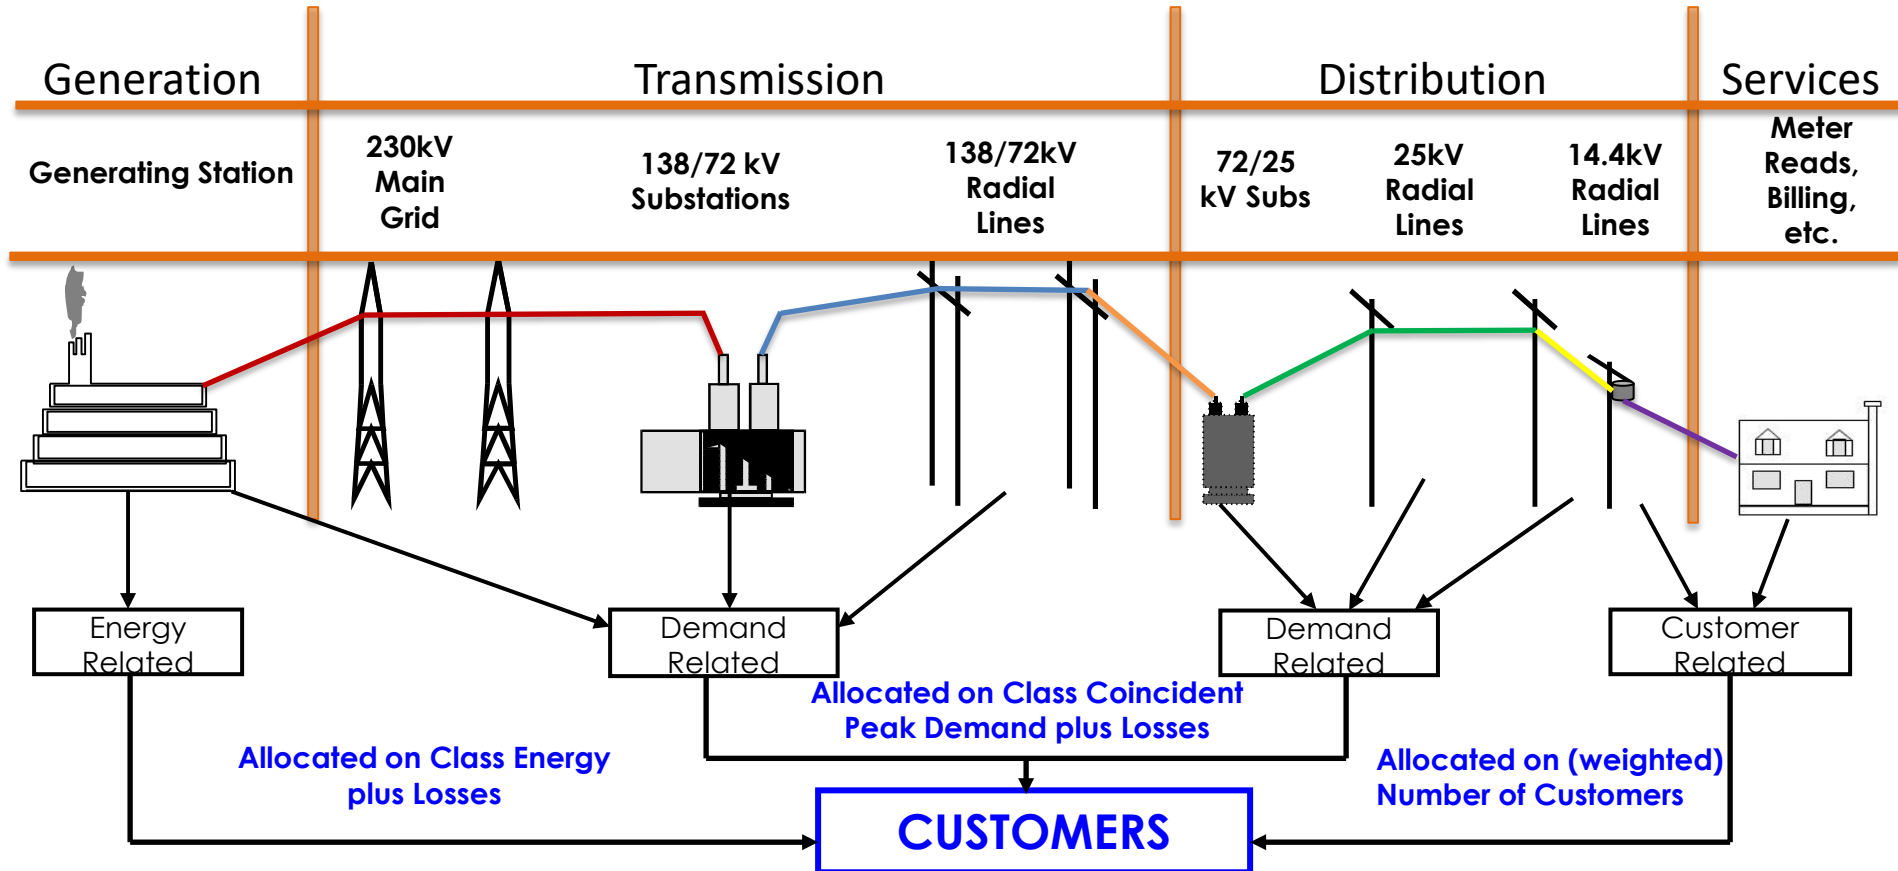 Generation
Transmission
Distribution
Services
Generating Station
230kV
Main
Grid
138/72 kV
Substations
138/72kV
Radial
Lines
72/25
kV Subs
25kV
Radial
Lines
14.4kV
Radial
Lines
Meter
Reads,
Billing,
etc.
Energy
Related
Demand
Related
Demand
Related
Customer
Related
Allocated on Class Coincident
Peak Demand plus Losses
Allocated on Class Energy
plus Losses
Allocated on (weighted)
Number of Customers
CUSTOMERS